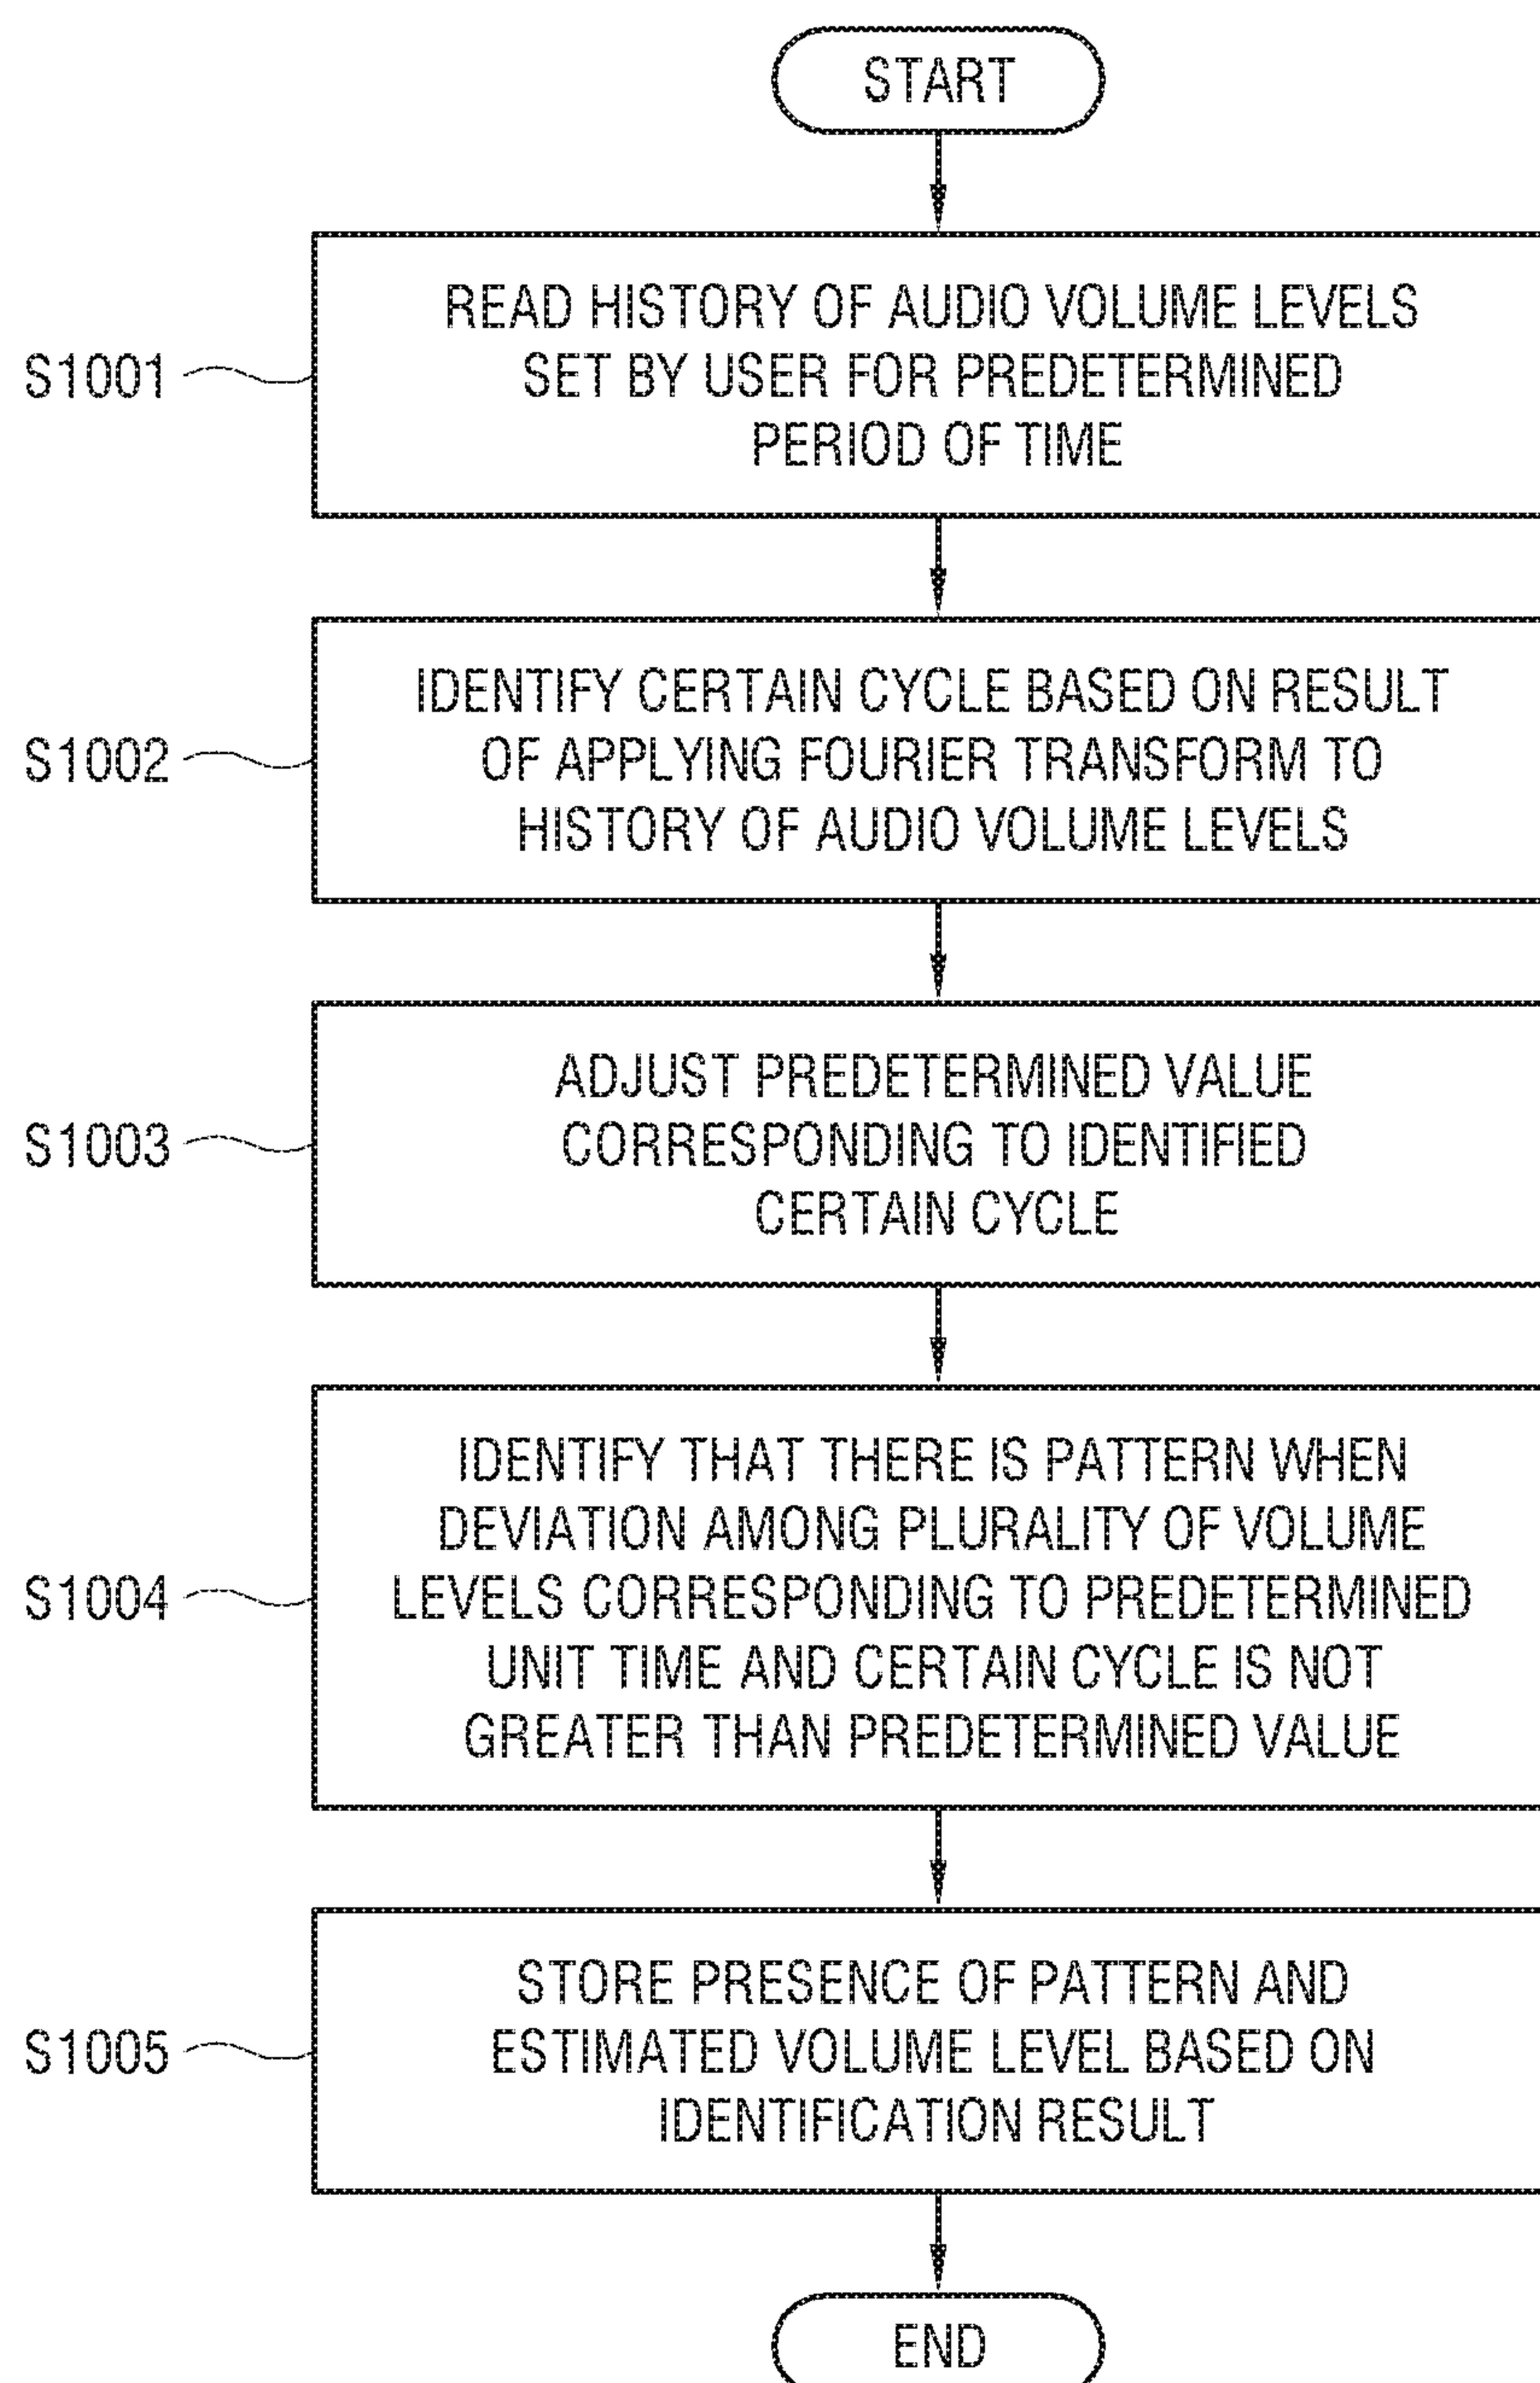 START
READ HISTORY OF AUDIO VOLUME LEVELS
SET BY USER FOR PREDETERMINED
PERIOD OF TIME
S1001
IDENTIFY CERTAIN CYCLE BASED ON RESULT
OF APPLYING FOURIER TRANSFORM TO
HISTORY OF AUDIO VOLUME LEVELS
S1002
ADJUST PREDETERMINED VALUE
CORRESPONDING TO IDENTIFIED
CERTAIN CYCLE
S1003
IDENTIFY THAT THERE IS PATTERN WHEN
DEVIATION AMONG PLURALITY OF VOLUME
LEVELS CORRESPONDING TO PREDETERMINED
UNIT TIME AND CERTAIN CYCLE IS NOT
GREATER THAN PREDETERMINED VALUE
S1004
STORE PRESENCE OF PATTERN AND
ESTIMATED VOLUME LEVEL BASED ON
IDENTIFICATION RESULT
S1005
END